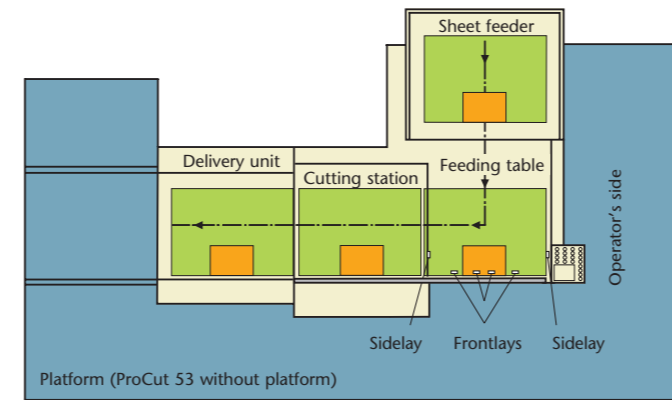 Sheet feeder
Delivery unit
Cutting station
Feeding table
Operator's side
Sidelay
Frontlays
Sidelay
Platform (ProCut 53 without platform)